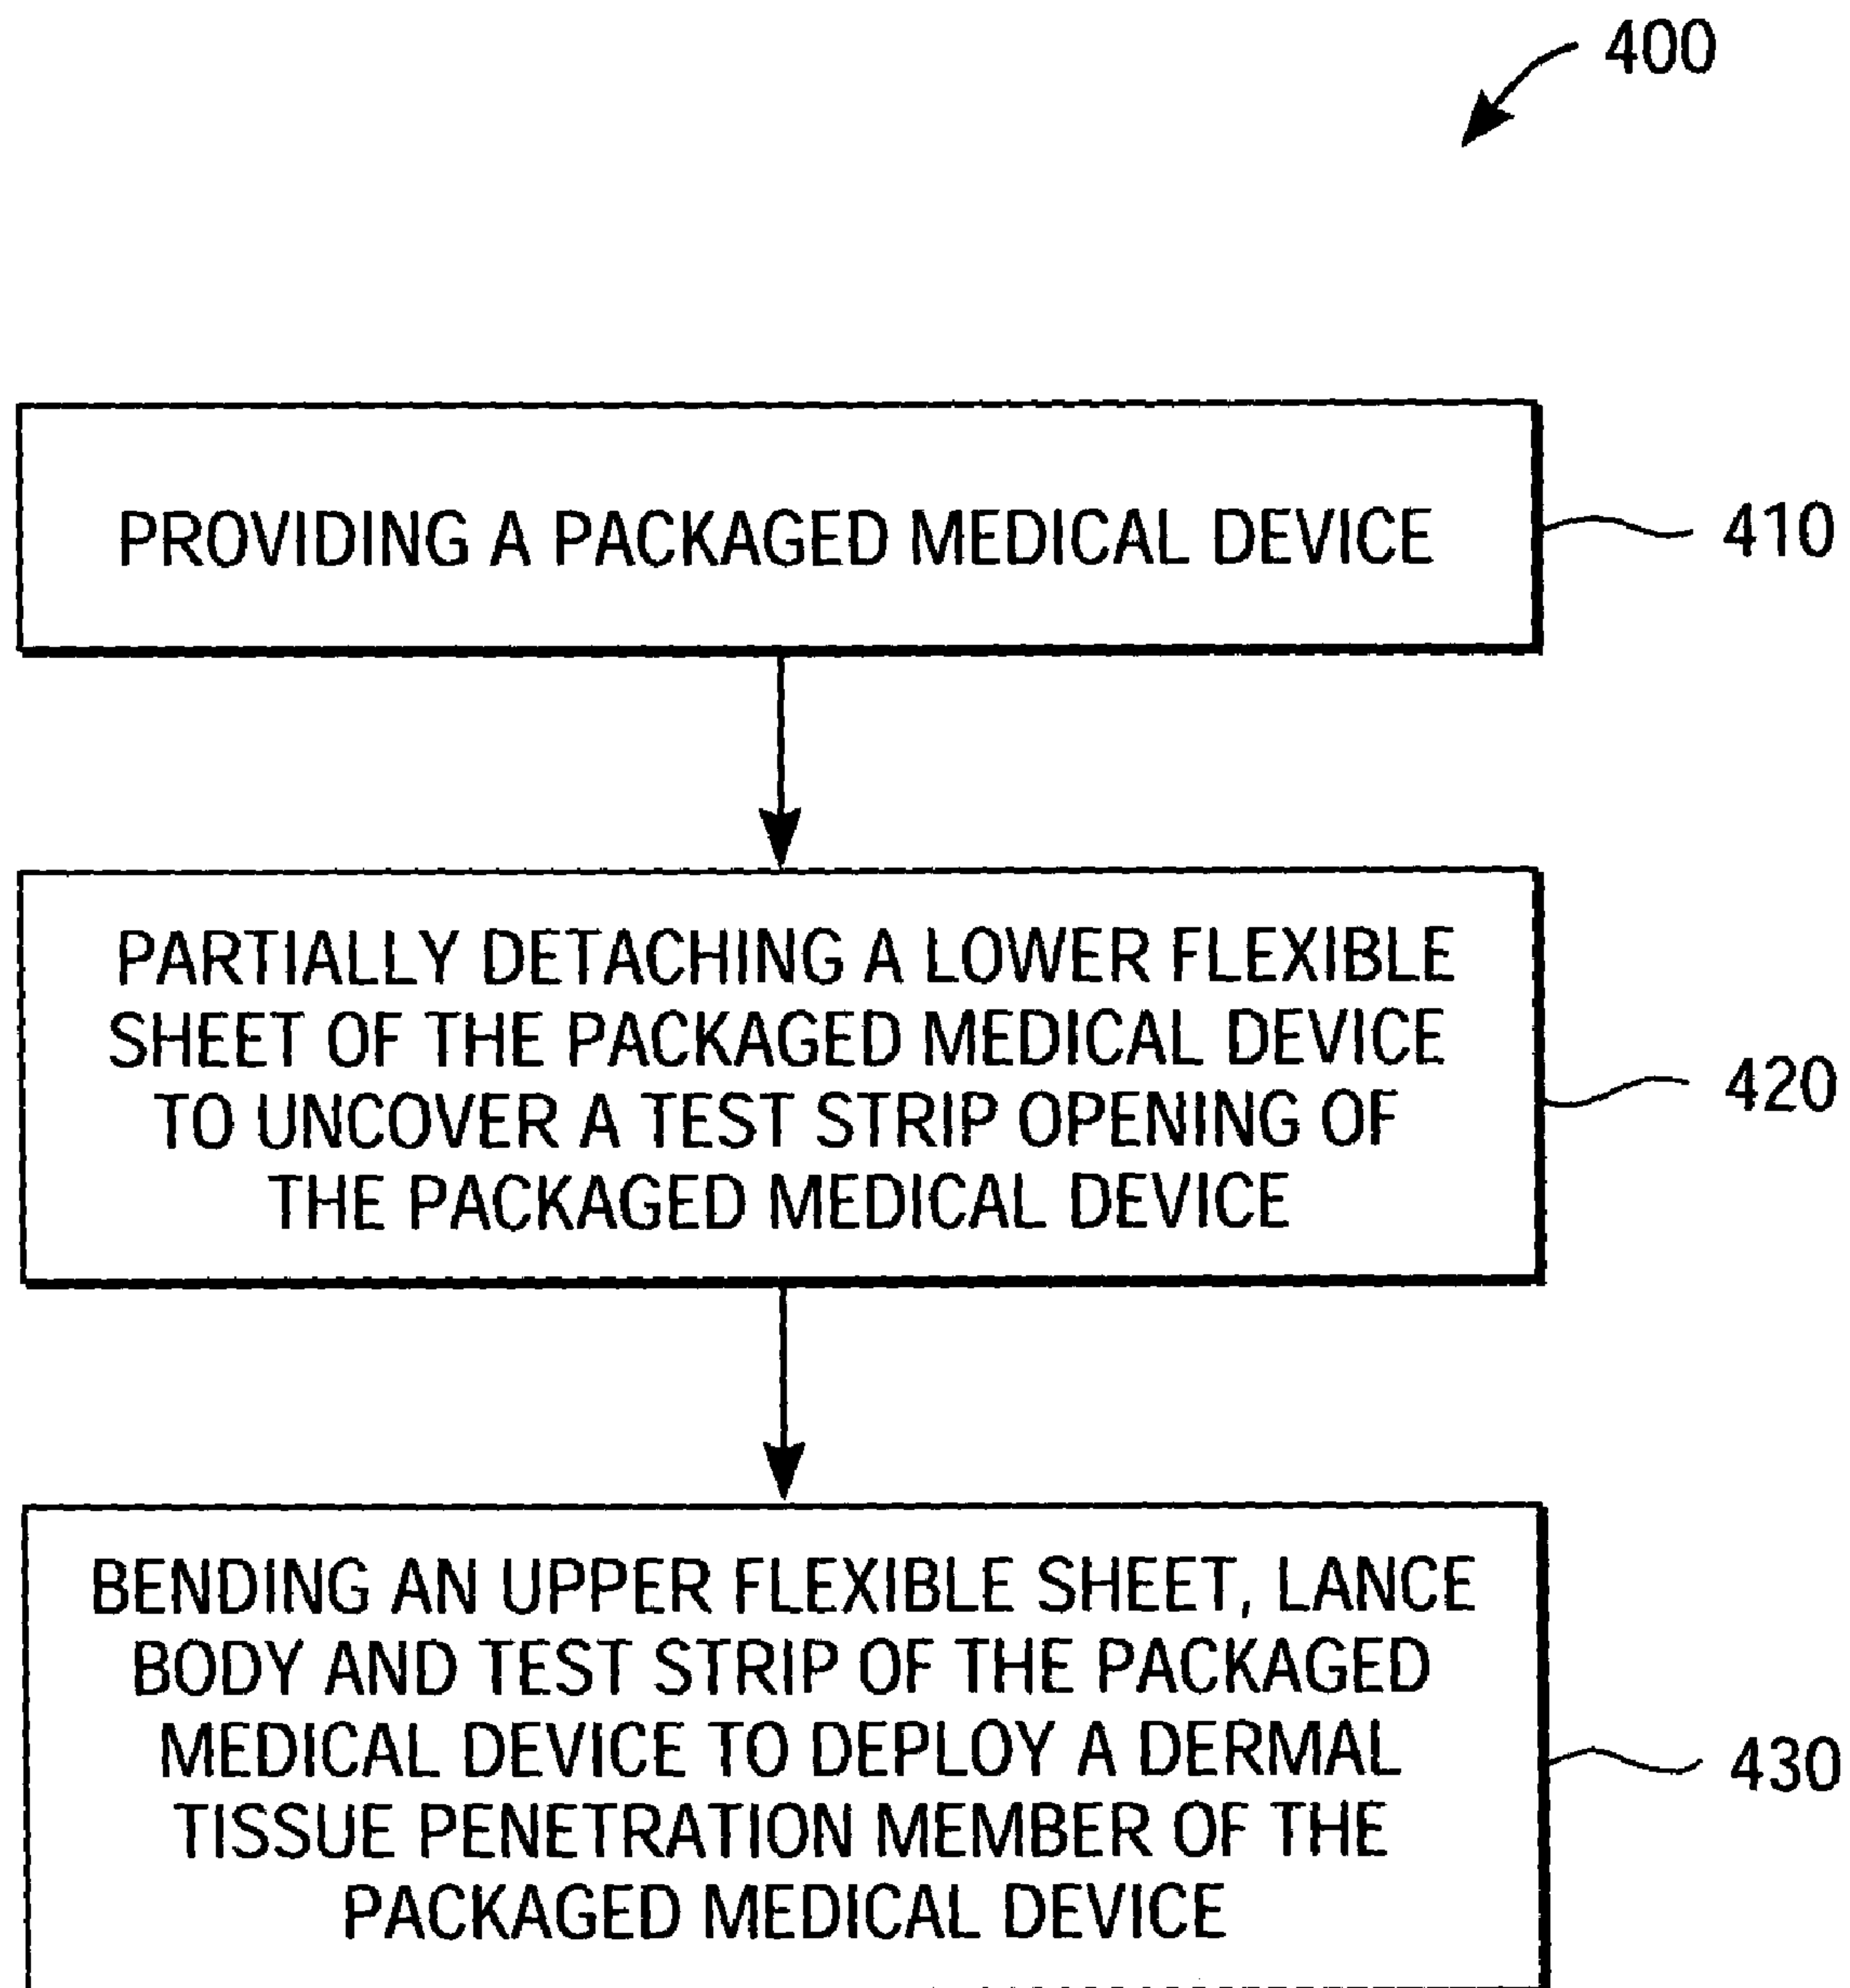 400
PROVIDING A PACKAGED MEDICAL DEVICE
410
PARTIALLY DETACHING A LOWER FLEXIBLE
SHEET OF THE PACKAGED MEDICAL DEVICE
TO UNCOVER A TEST STRIP OPENING OF
THE PACKAGED MEDICAL DEVICE
420
BENDING AN UPPER FLEXIBLE SHEET, LANCE
BODY AND TEST STRIP OF THE PACKAGED
MEDICAL DEVICE TO DEPLOY A DERMAL
TISSUE PENETRATION MEMBER OF THE
PACKAGED MEDICAL DEVICE
430